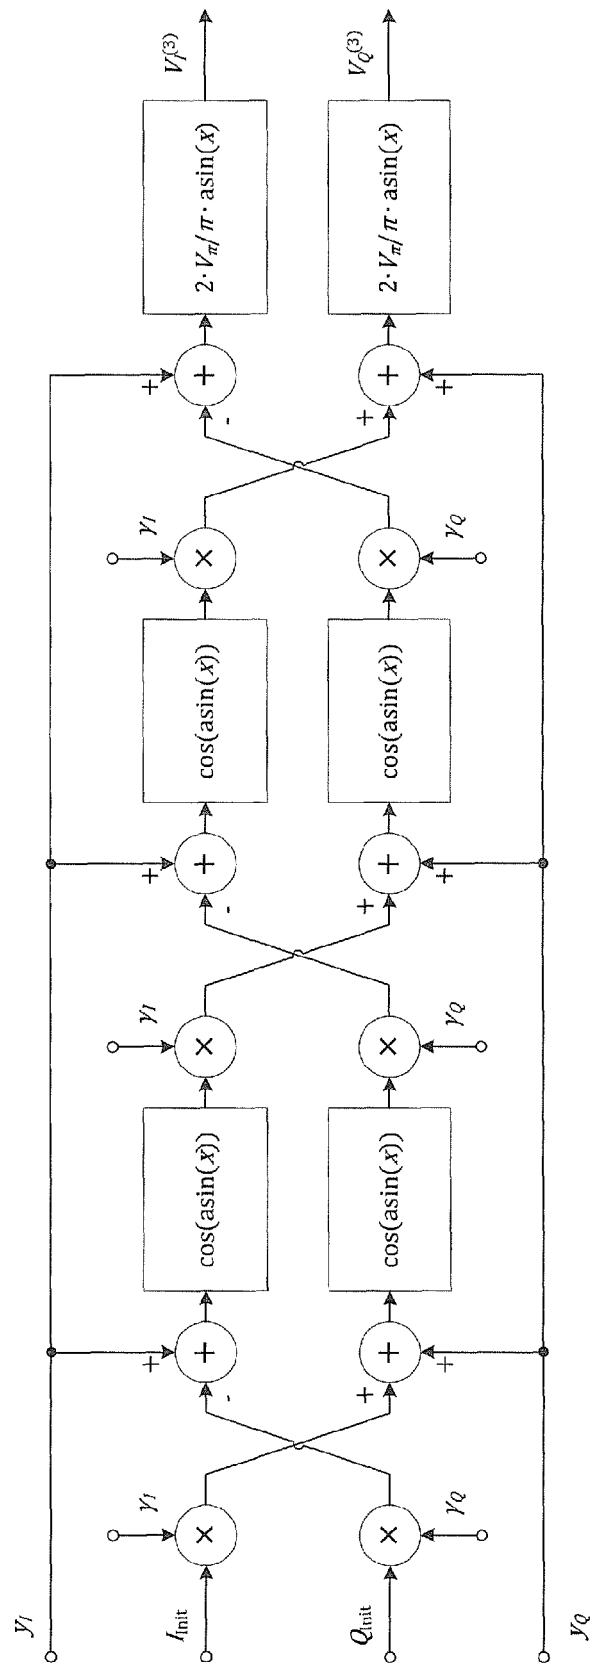 y_I
γ_I
γ_I
γ_I
+
+
+
I_Init
×
+
cos(asin(x))
×
+
cos(asin(x))
×
+
2·V_π/π·asin(x)
V_I^(3)
-
-
-
+
+
+
Q_Init
×
+
cos(asin(x))
×
+
cos(asin(x))
×
+
2·V_π/π·asin(x)
V_Q^(3)
+
+
+
γ_Q
γ_Q
γ_Q
y_Q